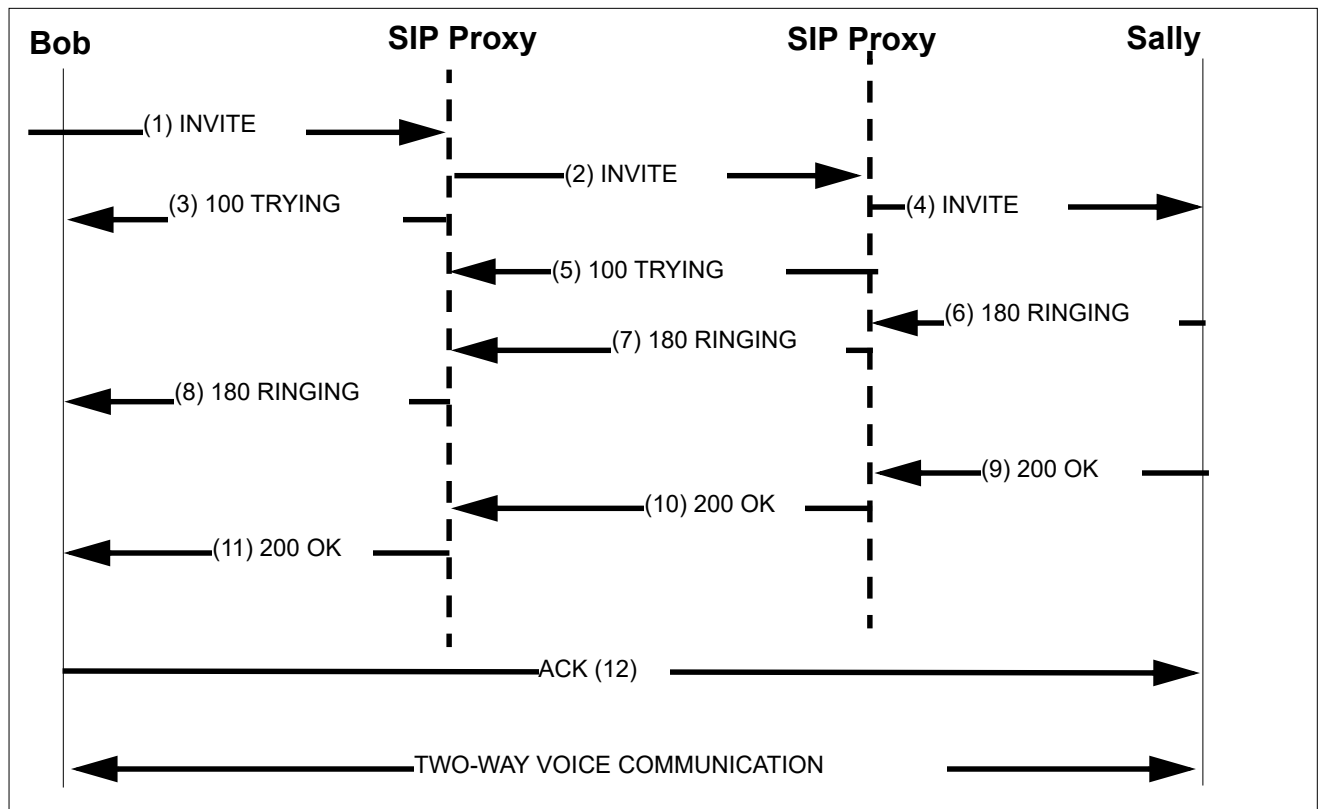 Bob
SIP Proxy
SIP Proxy
Sally
(1) INVITE
(2) INVITE
(3) 100 TRYING
(4) INVITE
(5) 100 TRYING
(6) 180 RINGING
(7) 180 RINGING
(8) 180 RINGING
(9) 200 OK
(10) 200 OK
(11) 200 OK
ACK (12)
TWO-WAY VOICE COMMUNICATION